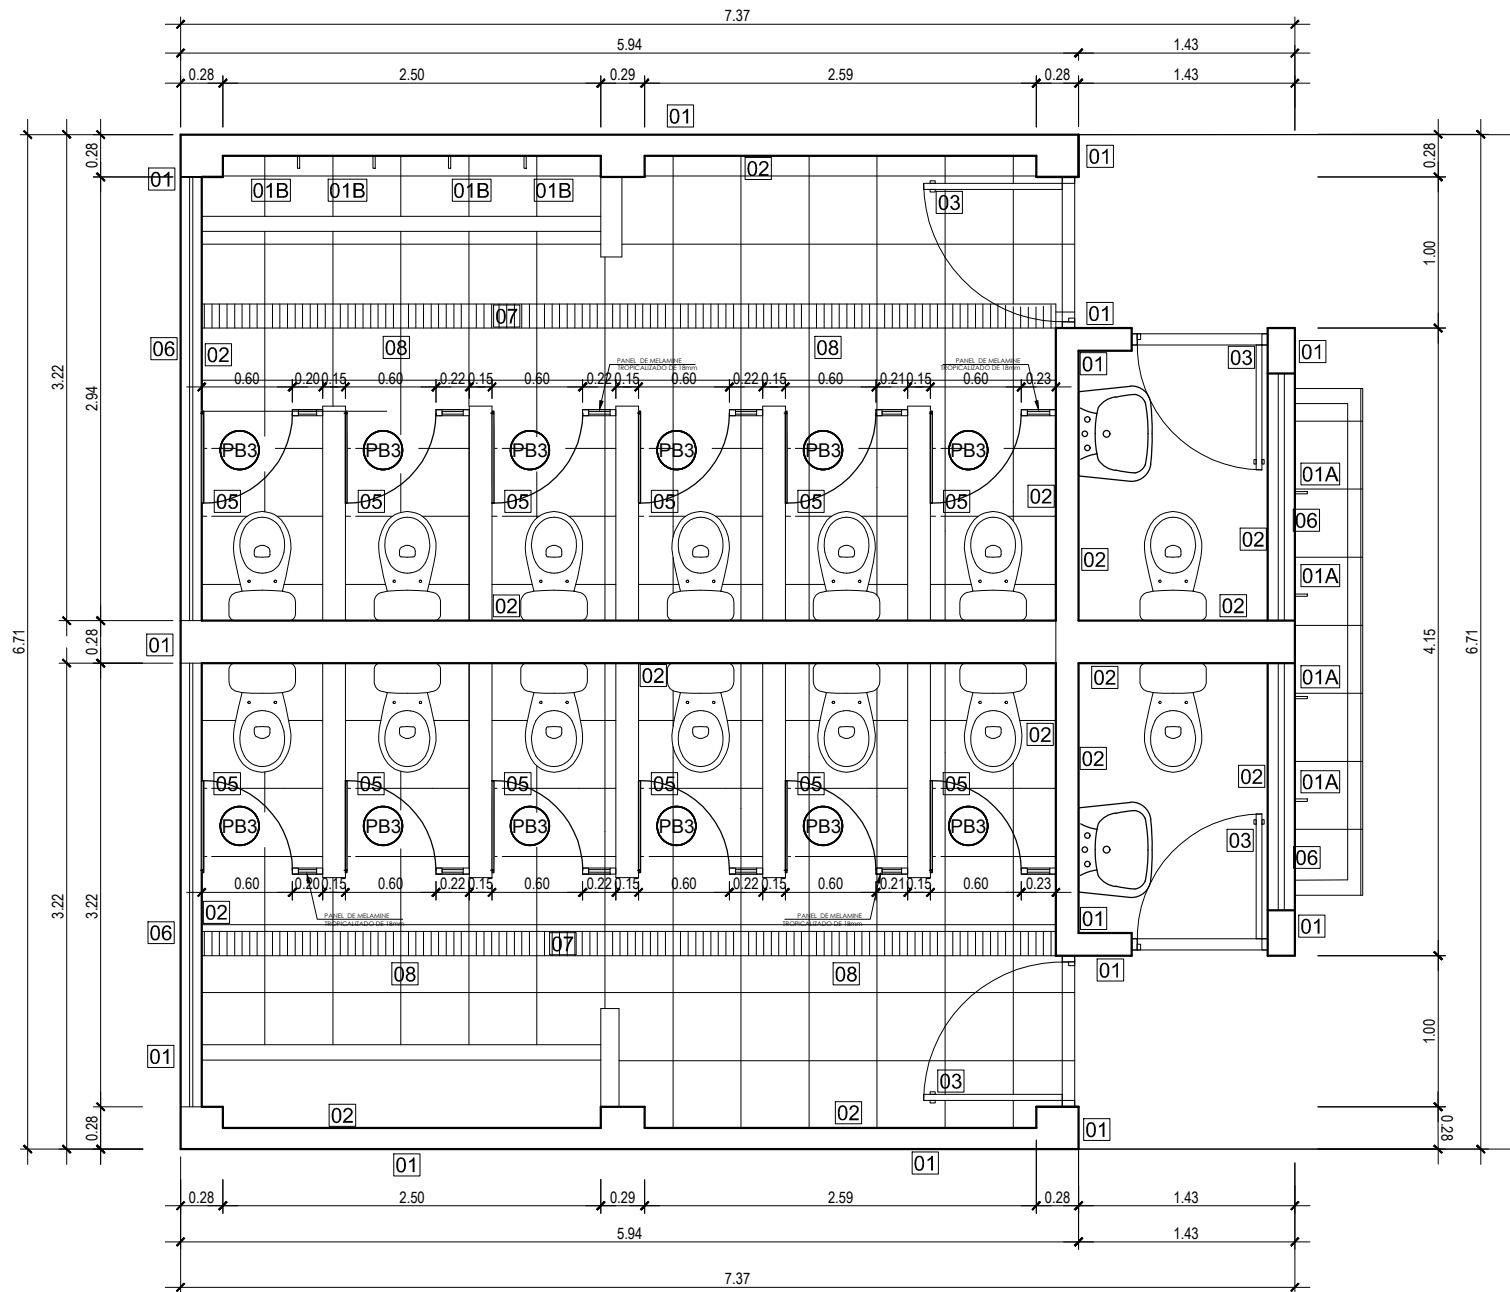 7.37
5.94 1.43
0.28 2.50 0.29 2.59 0.28 1.43
01
0.28 01 02 01 0.28
01 01B 01B 01B 01B 03
1.00
07 01
06 02 08 08 01 03 01
3.22 2.94
PANEL DE MELAMINE
TROPICALIZADO DE 18mm
PANEL DE MELAMINE
TROPICALIZADO DE 18mm
0.60 0.20 0.15 0.60 0.22 0.15 0.60 0.22 0.15 0.60 0.22 0.15 0.60 0.21 0.15 0.60 0.23
PB3 PB3 PB3 PB3 PB3 PB3
01A
05 05 05 05 05 05 02
06
02 02
01A
02 02
6.71 0.28 01 4.15 6.71
02 02 01A
02
02 02
05 05 05 05 05 05 01A
PB3 PB3 PB3 PB3 PB3 PB3 03
06
0.60 0.20 0.15 0.60 0.22 0.15 0.60 0.22 0.15 0.60 0.22 0.15 0.60 0.21 0.15 0.60 0.23
3.22 3.22
02 01 01
PANEL DE MELAMINE
TROPICALIZADO DE 18mm
PANEL DE MELAMINE
TROPICALIZADO DE 18mm
06 07
08 08 01
1.00
01 03
02 02
0.28 01 0.28
01 01
0.28 2.50 0.29 2.59 0.28 1.43
5.94 1.43
7.37